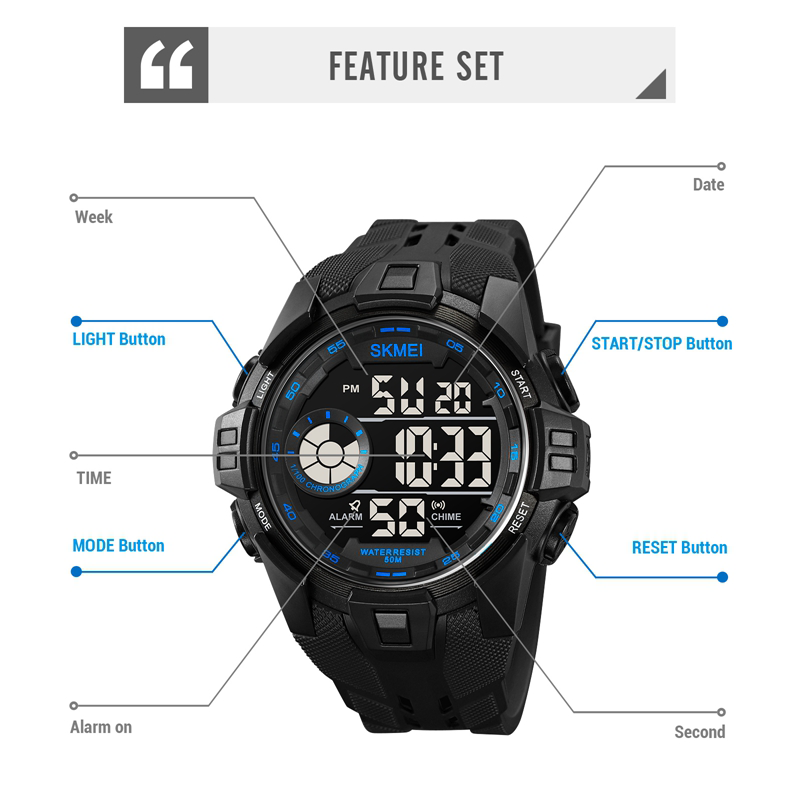 FEATURE SET
Date
Week
LIGHT Button
START/STOP Button
SKMEI
55
05
50
LIGHT
10
START
PM
SU 20
45
15
10:33
TIME
1/100 CHRONOGRAPH
40
MODE
ALARM
50
CHIME
20
RESET
MODE Button
RESET Button
35
WATER RESIST
50M
25
Alarm on
Second